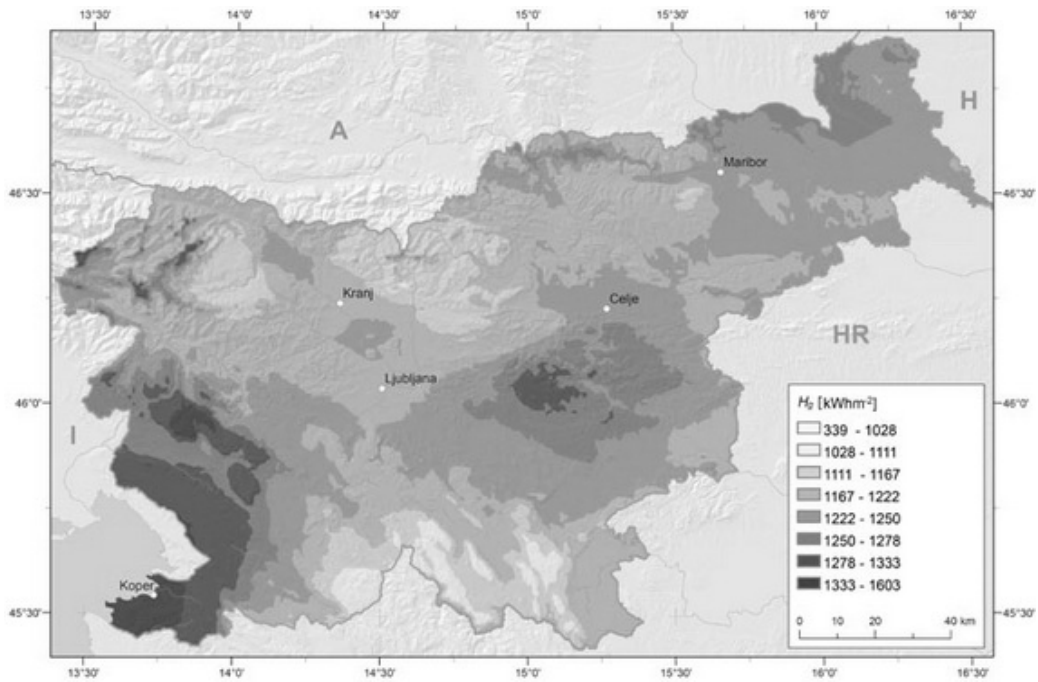 13°30' 14°0' 14°30' 15°0' 15°30' 16°0' 16°30'
H
A
Maribor
46°30' 46°30'
Kranj
Celje
HR
Ljubljana
46°0' 46°0'
I
Hg [kWhm-2]
339 - 1028
1028 - 1111
1111 - 1167
1167 - 1222
1222 - 1250
1250 - 1278
1278 - 1333
1333 - 1603
Koper
45°30' 45°30'
0 10 20 40 km
13°30' 14°0' 14°30' 15°0' 15°30' 16°0' 16°30'